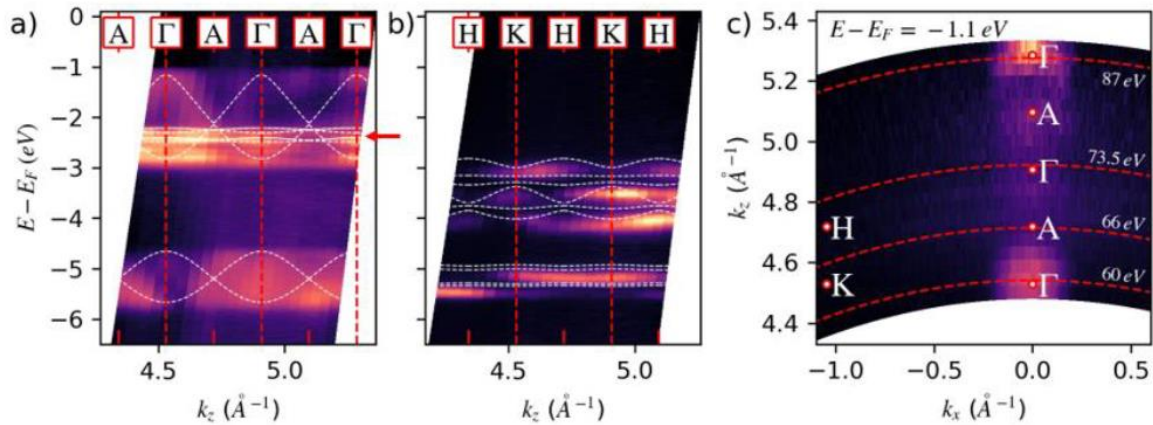 a)
A Γ A Γ A Γ
0
−1
−2
−3
−4
−5
−6
E − E_F (eV)
4.5 5.0
k_z (Å⁻¹)
b)
H K H K H
4.5 5.0
k_z (Å⁻¹)
c)
E − E_F = −1.1 eV
5.4
5.2
5.0
4.8
4.6
4.4
k_z (Å⁻¹)
Γ
87 eV
A
73.5 eV
Γ
H
66 eV
A
K
60 eV
Γ
−1.0 −0.5 0.0 0.5
k_x (Å⁻¹)